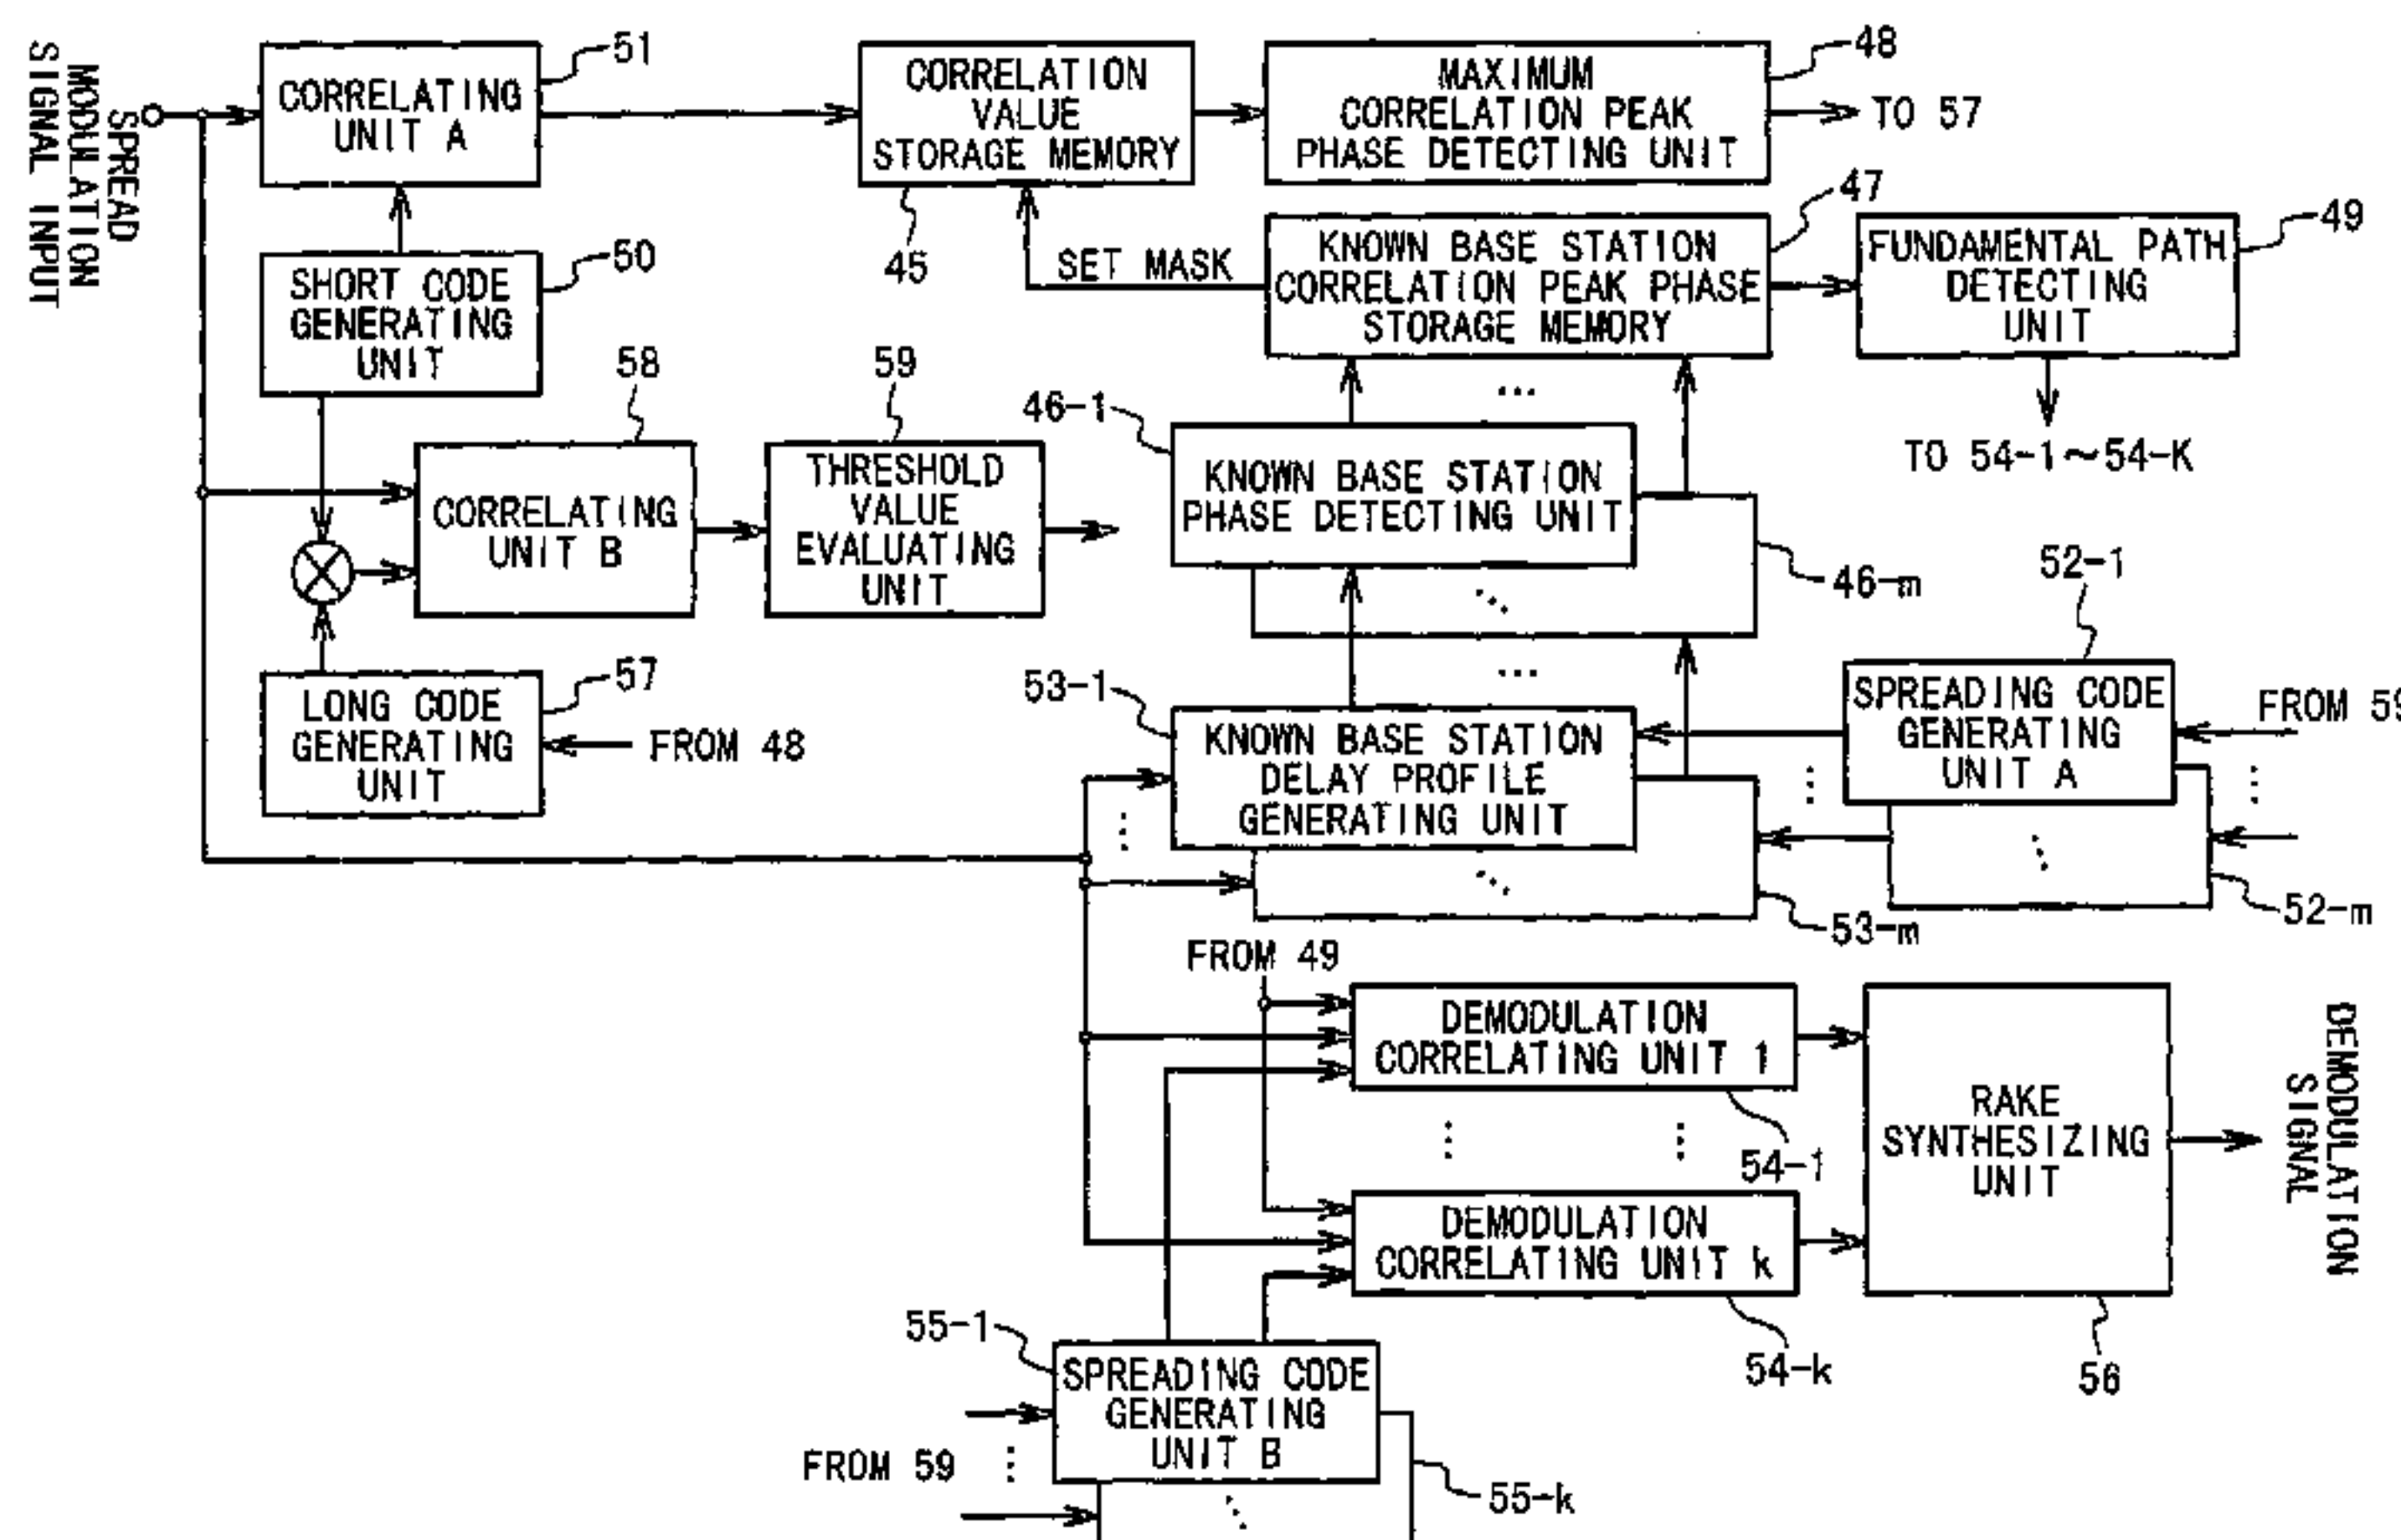 SPREAD
MODULATION
SIGNAL INPUT
CORRELATING
UNIT A
51
CORRELATION
VALUE
STORAGE MEMORY
45
MAXIMUM
CORRELATION PEAK
PHASE DETECTING UNIT
48
TO 57
SHORT CODE
GENERATING
UNIT
50
SET MASK
KNOWN BASE STATION
CORRELATION PEAK PHASE
STORAGE MEMORY
47
FUNDAMENTAL PATH
DETECTING
UNIT
49
TO 54-1~54-K
CORRELATING
UNIT B
58
THRESHOLD
VALUE
EVALUATING
UNIT
59
46-1
KNOWN BASE STATION
PHASE DETECTING UNIT
46-m
LONG CODE
GENERATING
UNIT
57
FROM 48
53-1
KNOWN BASE STATION
DELAY PROFILE
GENERATING UNIT
53-m
52-1
SPREADING CODE
GENERATING
UNIT A
FROM 59
52-m
FROM 49
DEMODULATION
CORRELATING UNIT 1
54-1
DEMODULATION
CORRELATING UNIT k
54-k
RAKE
SYNTHESIZING
UNIT
56
DEMODULATION
SIGNAL
55-1
SPREADING CODE
GENERATING
UNIT B
FROM 59
55-k